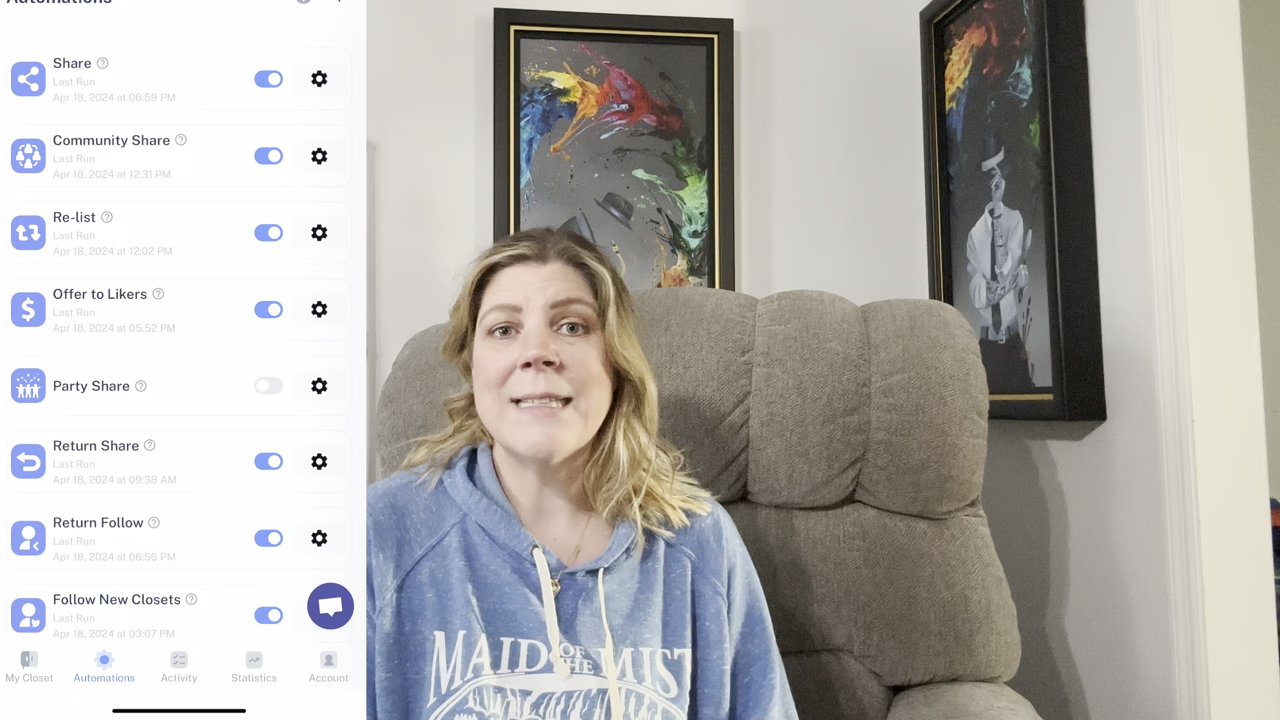 Automations
Share
Last Run
Apr 18, 2024 at 06:59 PM
Community Share
Last Run
Apr 18, 2024 at 12:31 PM
Re-list
Last Run
Apr 18, 2024 at 12:02 PM
Offer to Likers
Last Run
Apr 18, 2024 at 05:52 PM
Party Share
Return Share
Last Run
Apr 18, 2024 at 09:38 AM
Return Follow
Last Run
Apr 18, 2024 at 06:56 PM
Follow New Closets
Last Run
Apr 18, 2024 at 03:07 PM
My Closet
Automations
Activity
Statistics
Account
MAID OF THE MIST